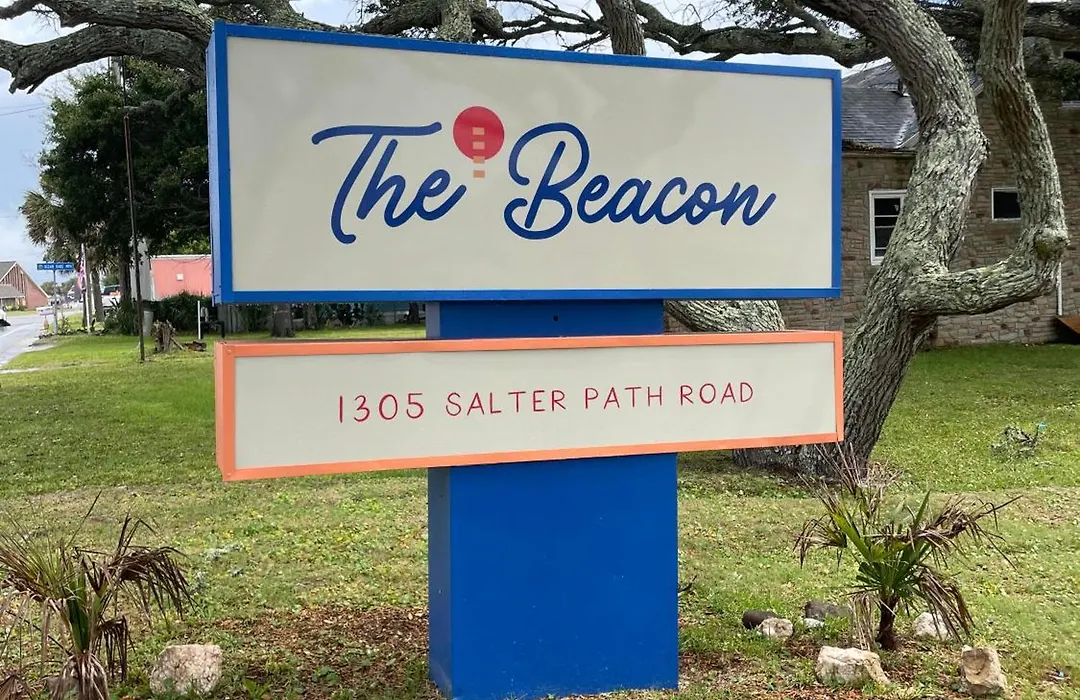 The Beacon
1305 SALTER PATH ROAD